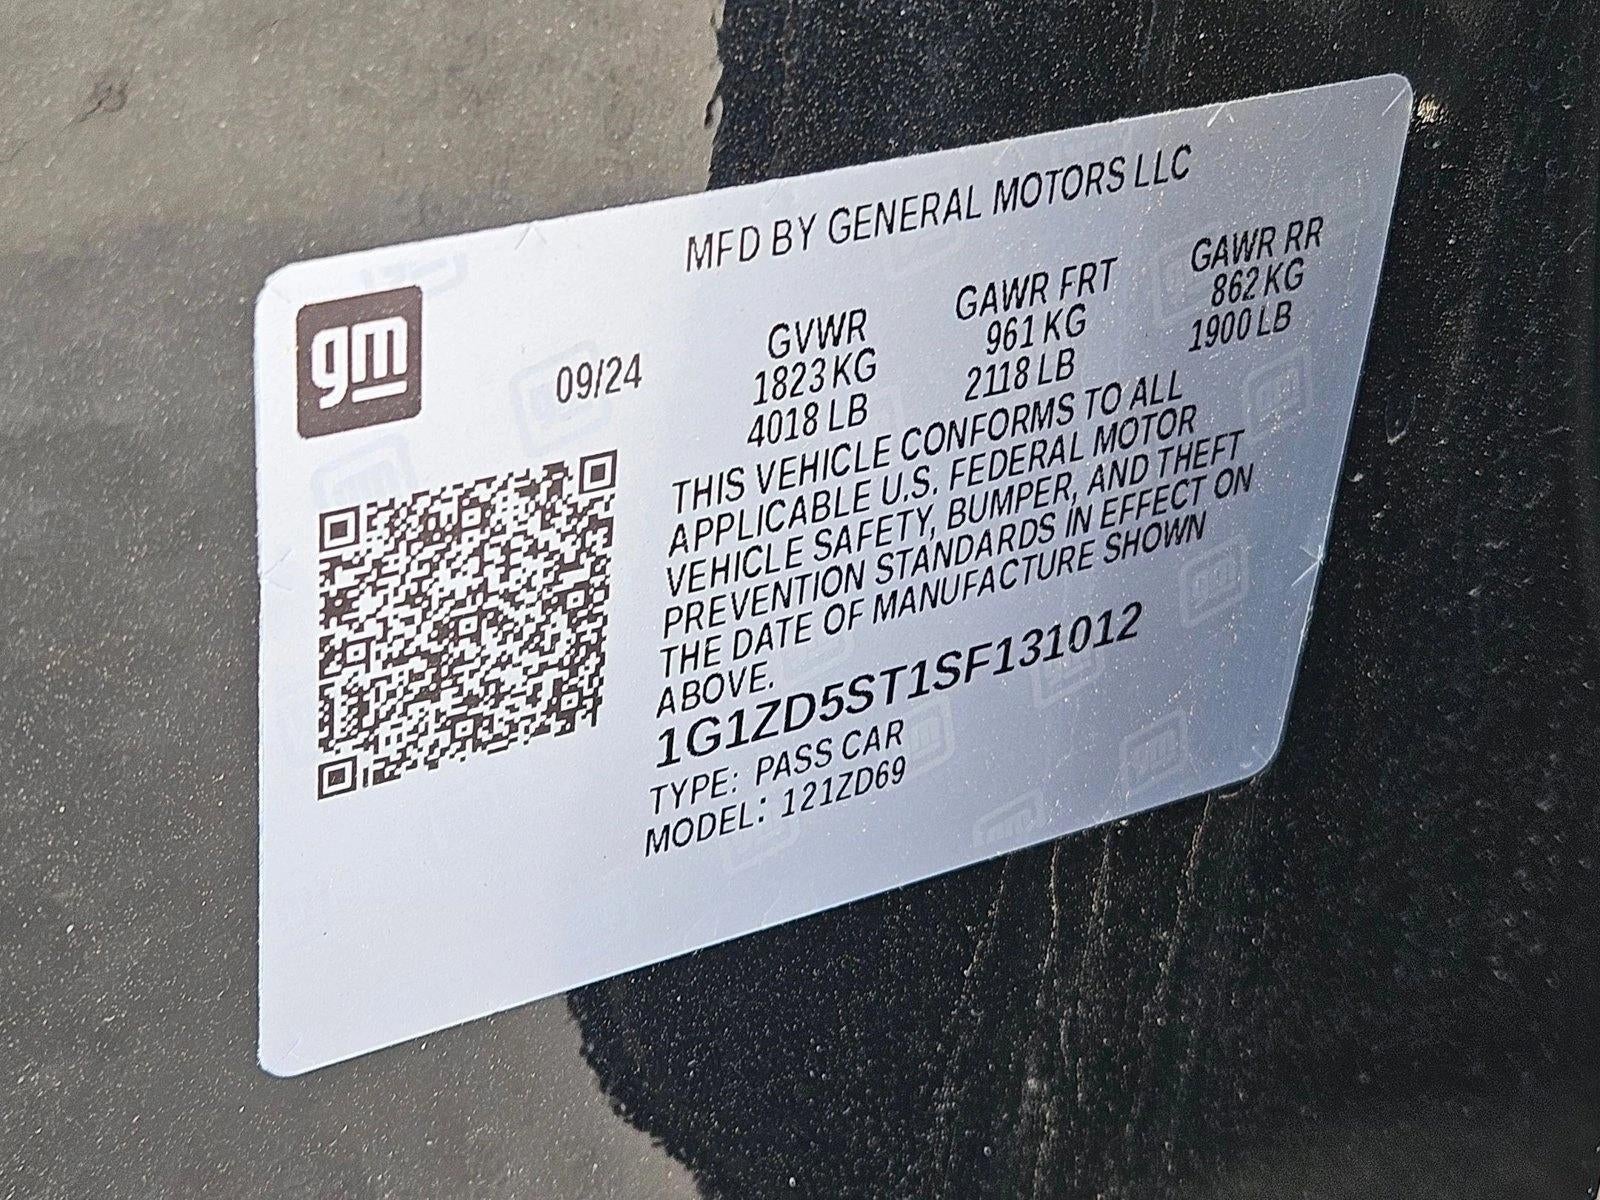 MFD BY GENERAL MOTORS LLC
gm
09/24
GVWR
1823 KG
4018 LB
GAWR FRT
961 KG
2118 LB
GAWR RR
862 KG
1900 LB
THIS VEHICLE CONFORMS TO ALL
APPLICABLE U.S. FEDERAL MOTOR
VEHICLE SAFETY, BUMPER, AND THEFT
PREVENTION STANDARDS IN EFFECT ON
THE DATE OF MANUFACTURE SHOWN
ABOVE.
1G1ZD5ST1SF131012
TYPE: PASS CAR
MODEL: 121ZD69